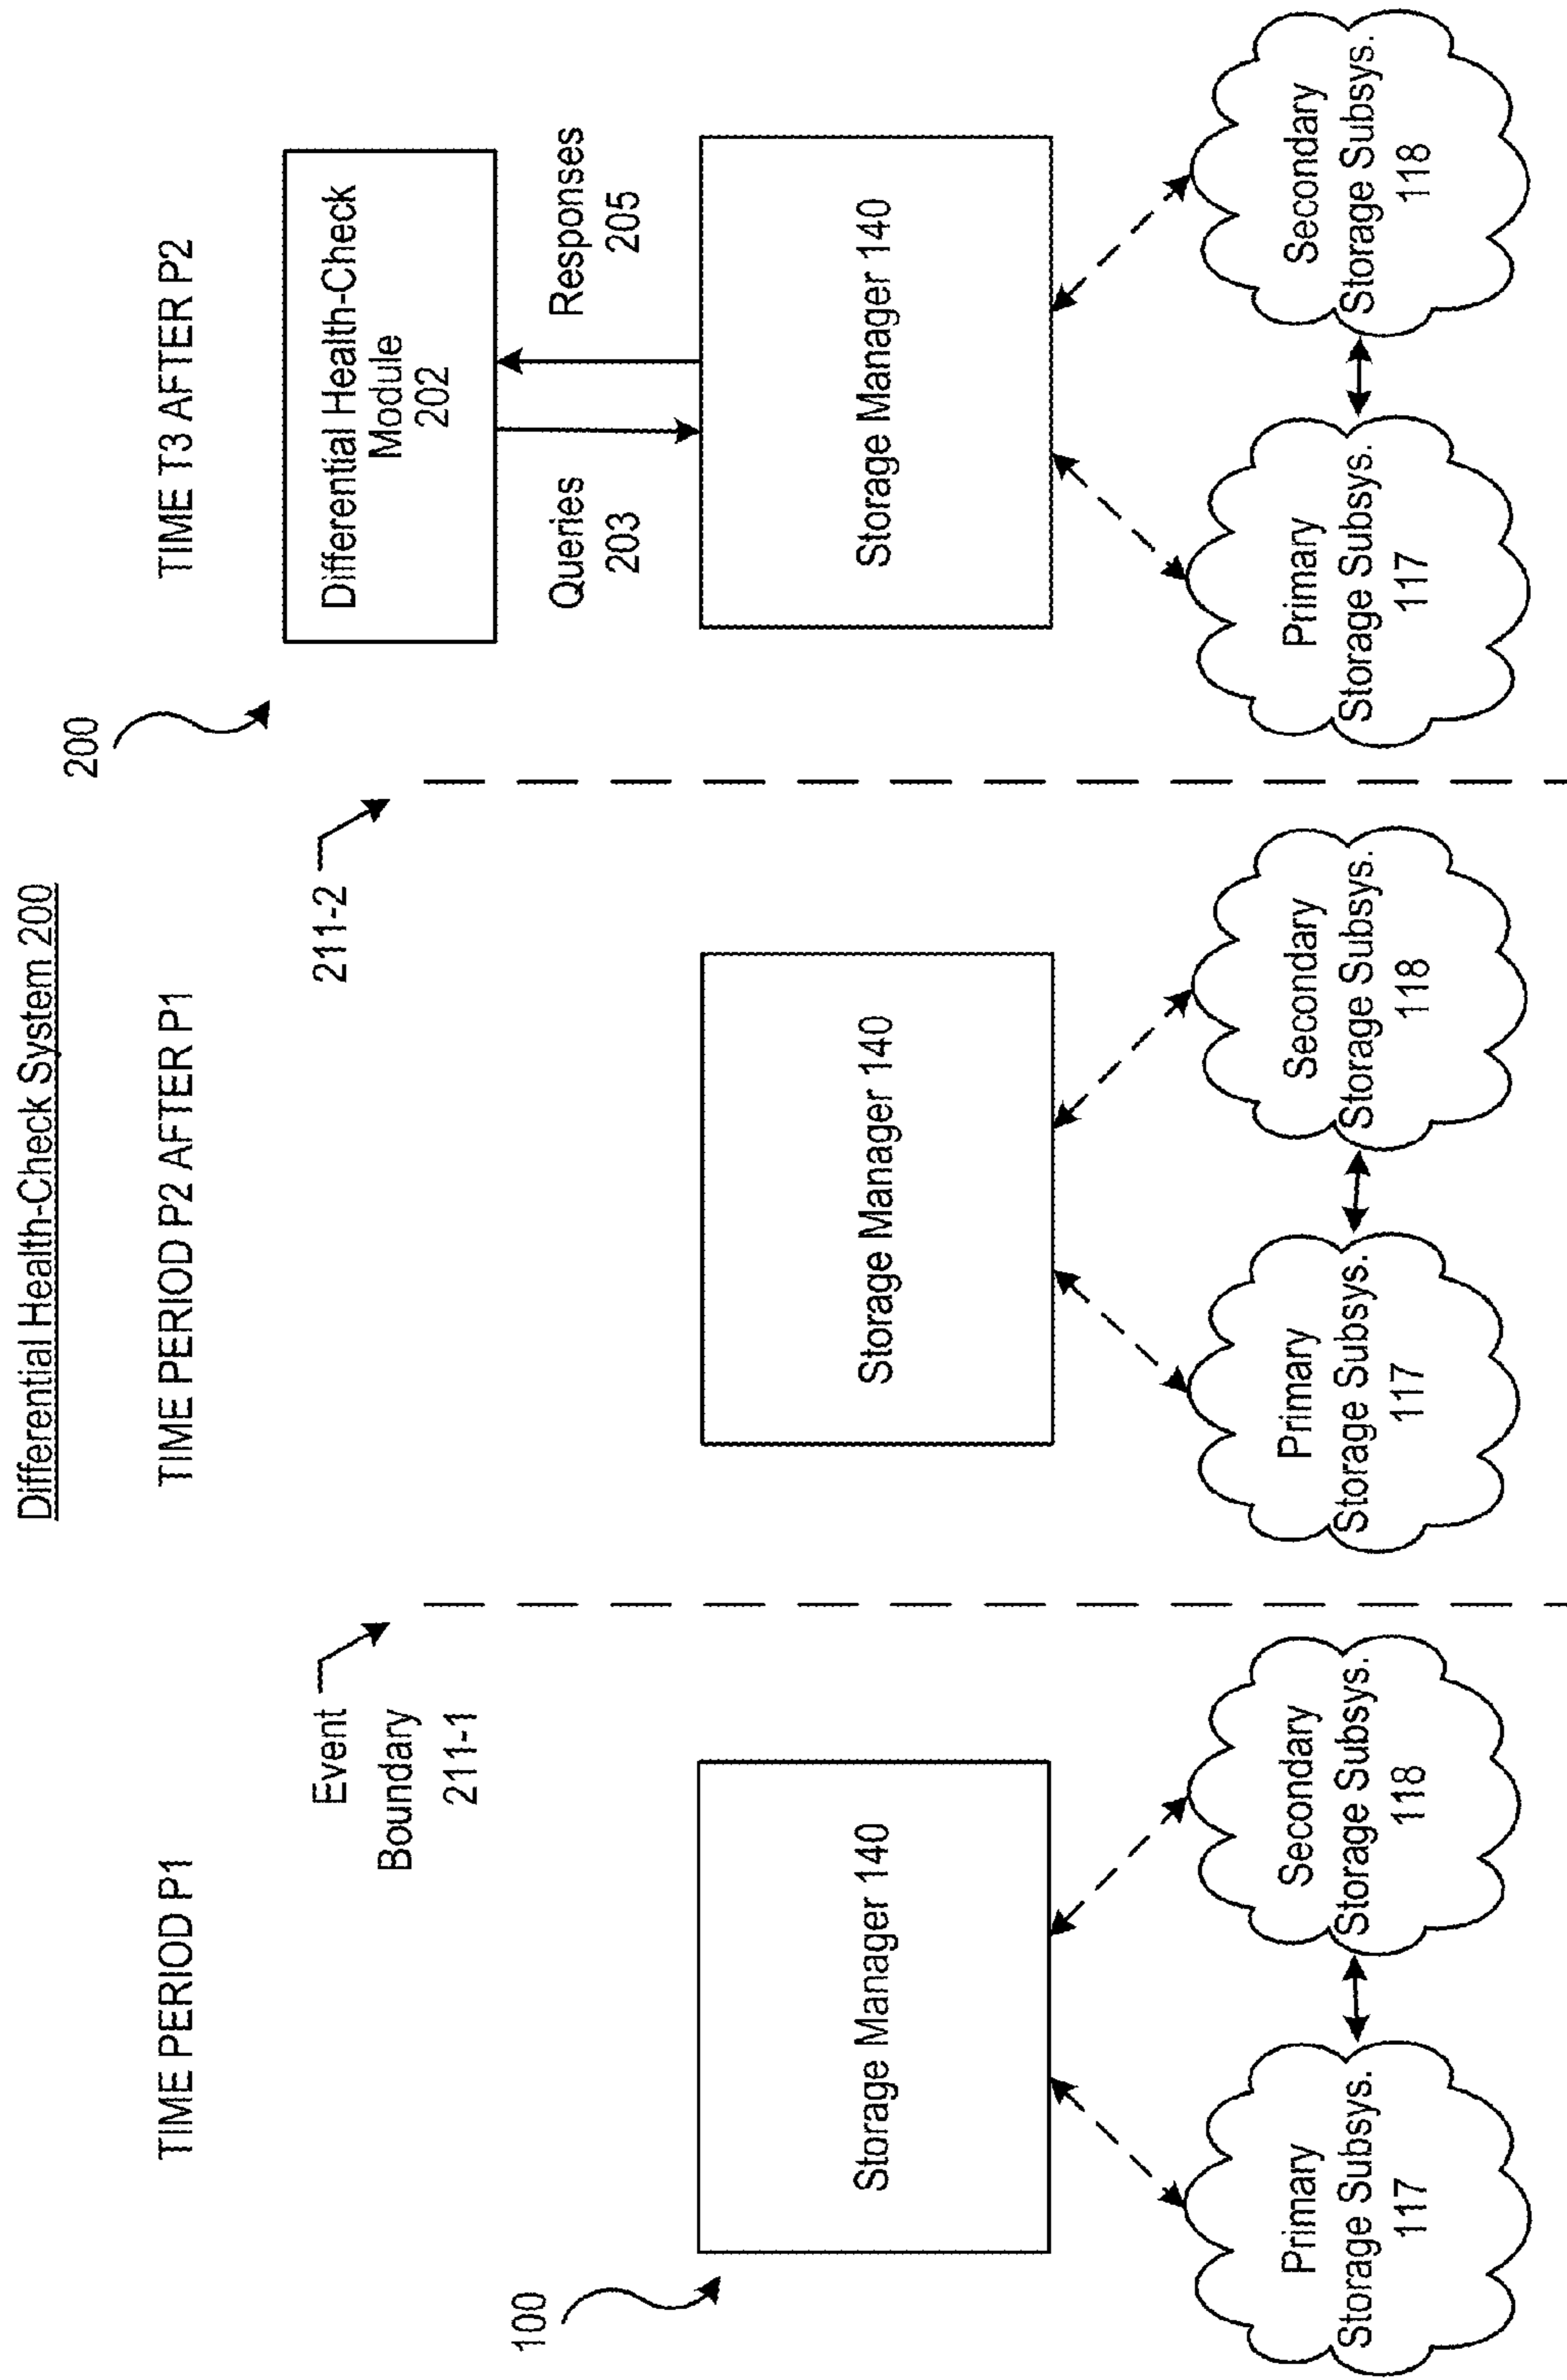 Differential Health-Check System 200
TIME PERIOD P1
TIME PERIOD P2 AFTER P1
TIME T3 AFTER P2
200
Event
Boundary
211-1
211-2
Differential Health-Check
Module
202
Queries
203
Responses
205
100
Storage Manager 140
Storage Manager 140
Storage Manager 140
Primary
Storage Subsys.
117
Secondary
Storage Subsys.
118
Primary
Storage Subsys.
117
Secondary
Storage Subsys.
118
Primary
Storage Subsys.
117
Secondary
Storage Subsys.
118